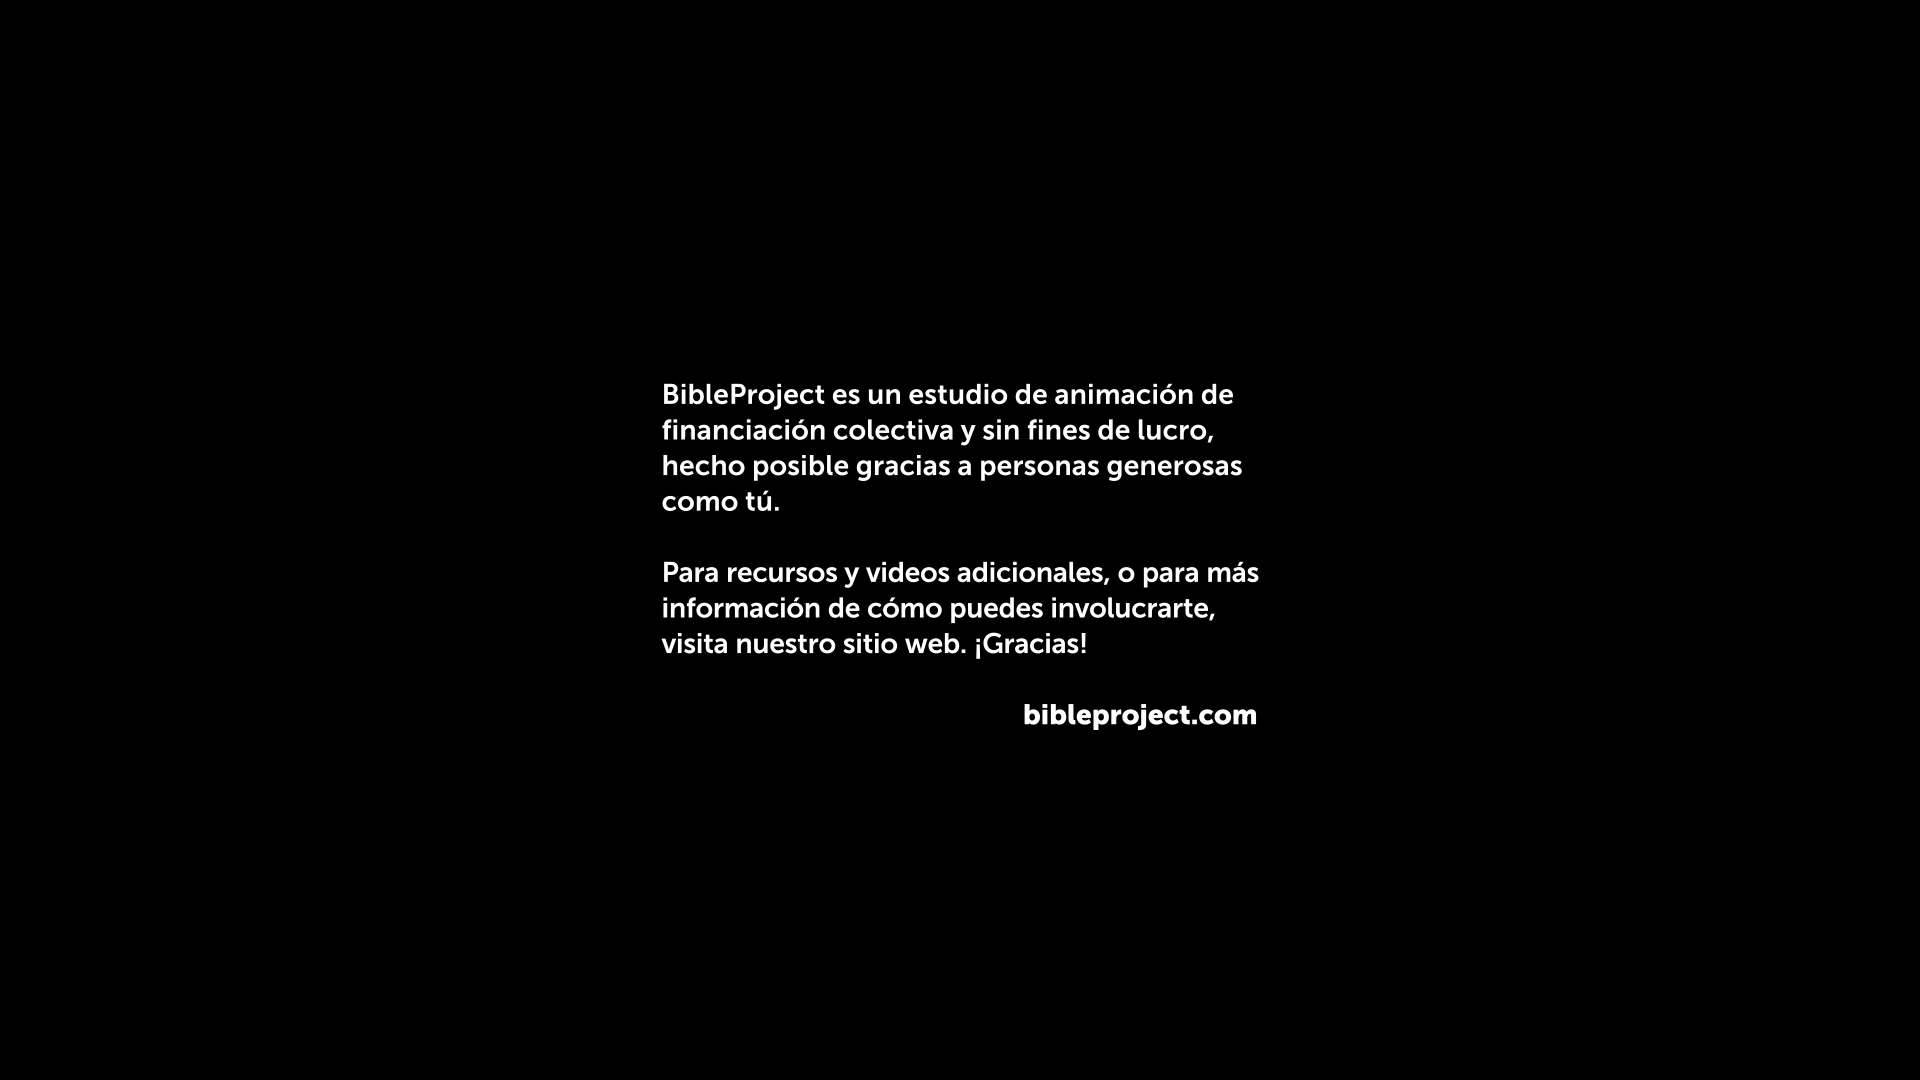 BibleProject es un estudio de animación de
financiación colectiva y sin fines de lucro,
hecho posible gracias a personas generosas
como tú.
Para recursos y videos adicionales, o para más
información de cómo puedes involucrarte,
visita nuestro sitio web. ¡Gracias!
bibleproject.com